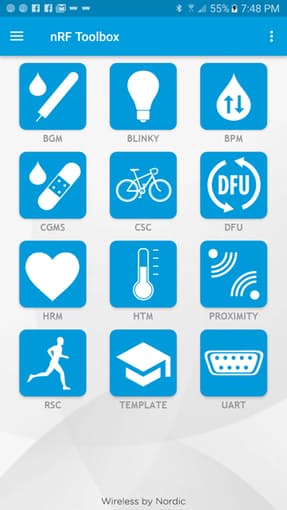 55% 7:48 PM
nRF Toolbox
BGM BLINKY BPM
CGMS CSC DFU
DFU
HRM HTM PROXIMITY
RSC TEMPLATE UART
Wireless by Nordic